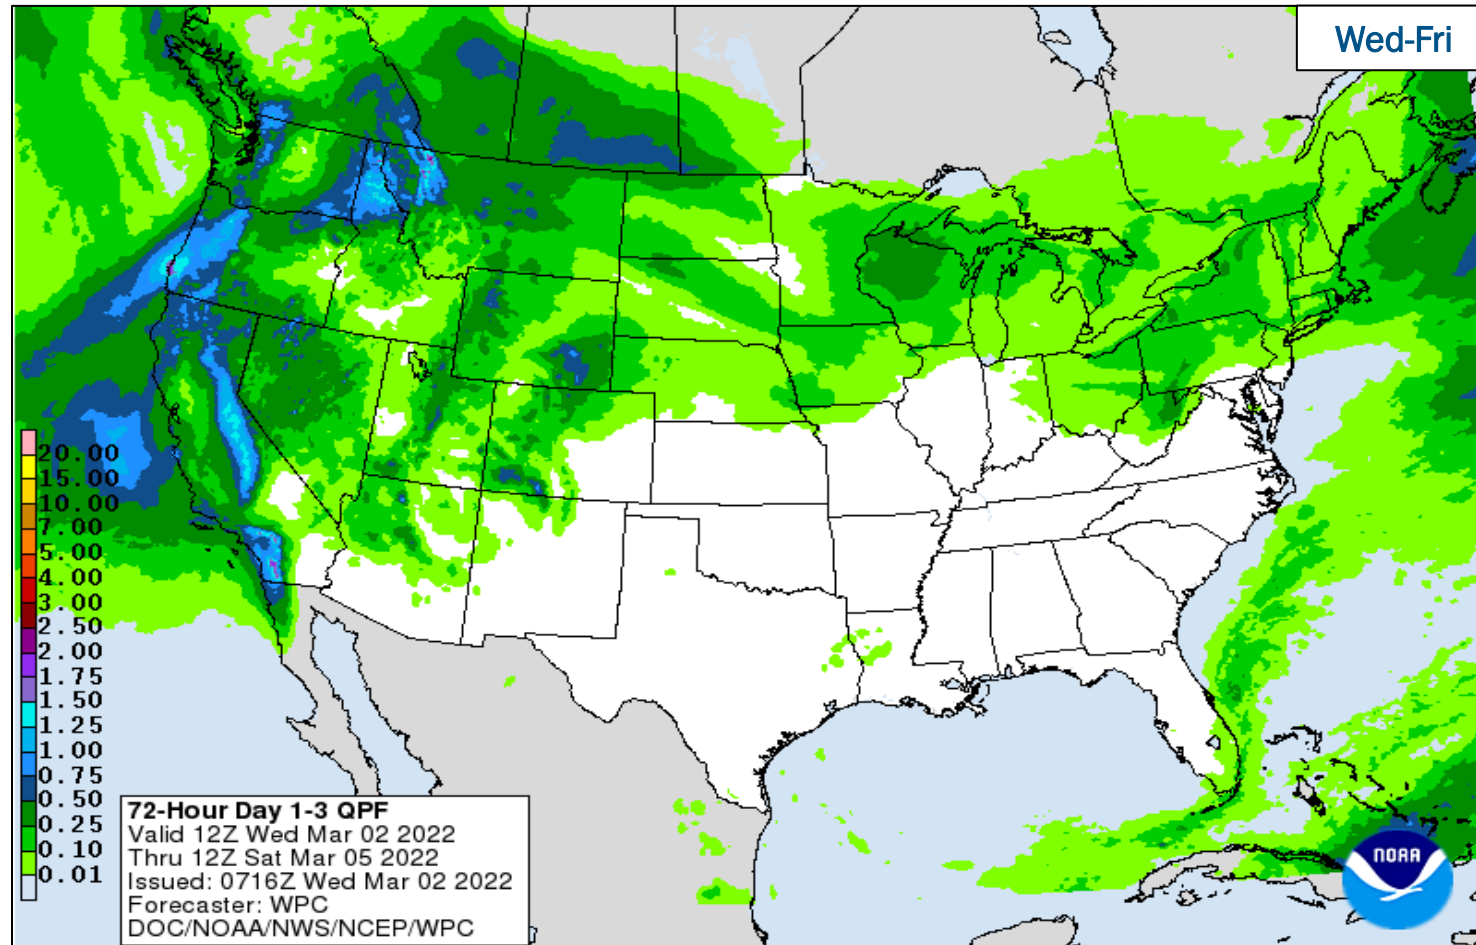 Wed-Fri
20.00
15.00
10.00
7.00
5.00
4.00
3.00
2.50
2.00
1.75
1.50
1.25
1.00
0.75
0.50
0.25
0.10
0.01
72-Hour Day 1-3 QPF
Valid 12Z Wed Mar 02 2022
Thru 12Z Sat Mar 05 2022
Issued: 0716Z Wed Mar 02 2022
Forecaster: WPC
DOC/NOAA/NWS/NCEP/WPC
NOAA